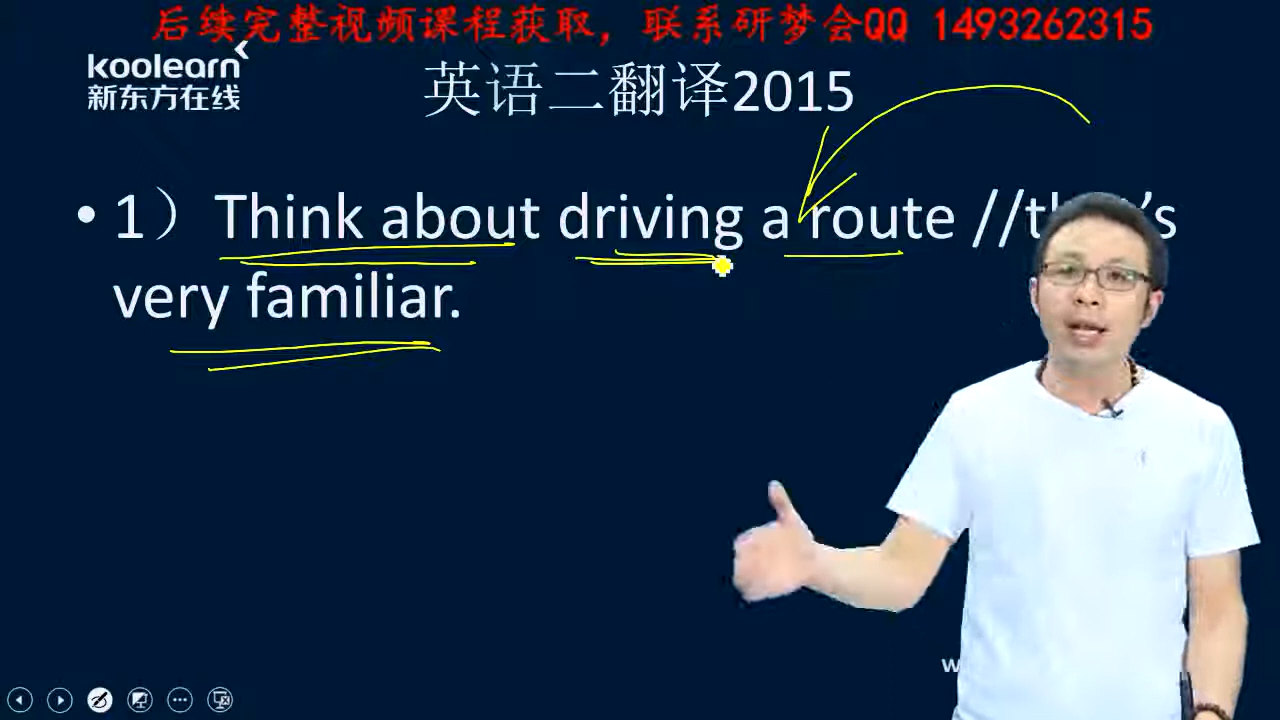 后续完整视频课程获取，联系研梦会QQ 1493262315
koolearn
新东方在线
英语二翻译2015
• 1）Think about driving a route //
very familiar.